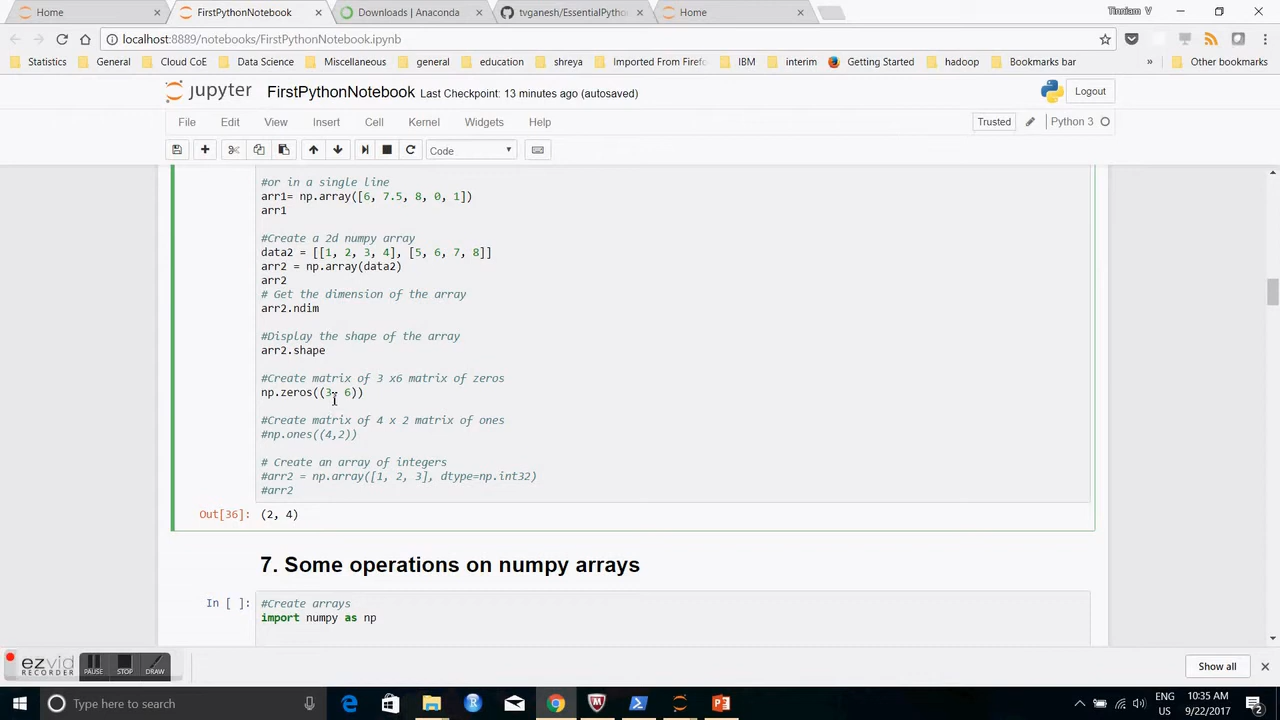 Home × FirstPythonNotebook × Downloads | Anaconda × tvganesh/EssentialPython × Home × Tinniam V
localhost:8889/notebooks/FirstPythonNotebook.ipynb
Statistics General Cloud CoE Data Science Miscellaneous general education shreya Imported From Firef IBM interim Getting Started hadoop Bookmarks bar » Other bookmarks
jupyter FirstPythonNotebook Last Checkpoint: 13 minutes ago (autosaved) Logout
File Edit View Insert Cell Kernel Widgets Help Trusted Python 3
Code
#or in a single line
arr1= np.array([6, 7.5, 8, 0, 1])
arr1
#Create a 2d numpy array
data2 = [[1, 2, 3, 4], [5, 6, 7, 8]]
arr2 = np.array(data2)
arr2
# Get the dimension of the array
arr2.ndim
#Display the shape of the array
arr2.shape
#Create matrix of 3 x6 matrix of zeros
np.zeros((3, 6))
#Create matrix of 4 x 2 matrix of ones
#np.ones((4,2))
# Create an array of integers
#arr2 = np.array([1, 2, 3], dtype=np.int32)
#arr2
Out[36]: (2, 4)
7. Some operations on numpy arrays
In [ ]: #Create arrays
import numpy as np
ezvid RECORDER PAUSE STOP DRAW Show all
Type here to search ENG US 10:35 AM 9/22/2017 2